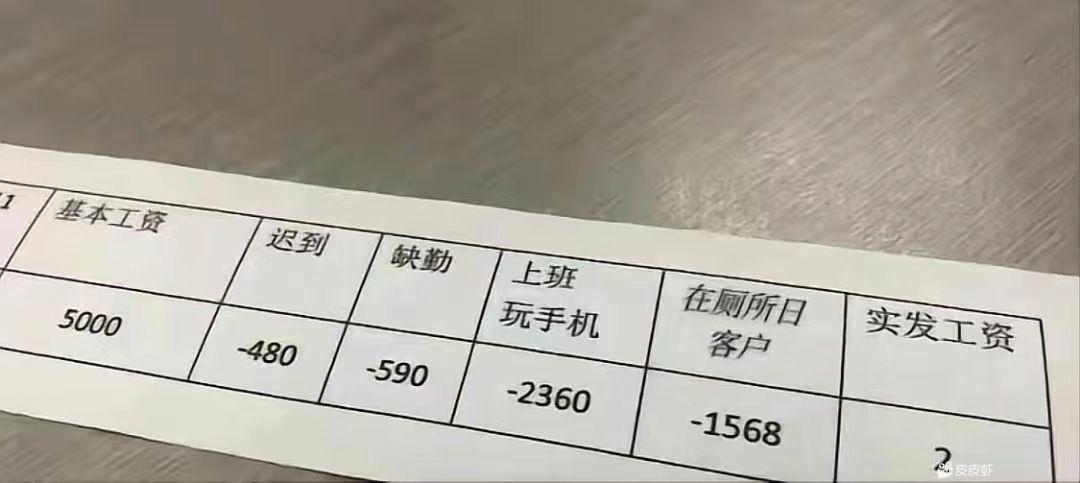 基本工资
迟到
缺勤
上班
玩手机
在厕所日
客户
实发工资
5000
-480
-590
-2360
-1568
2
皮皮虾